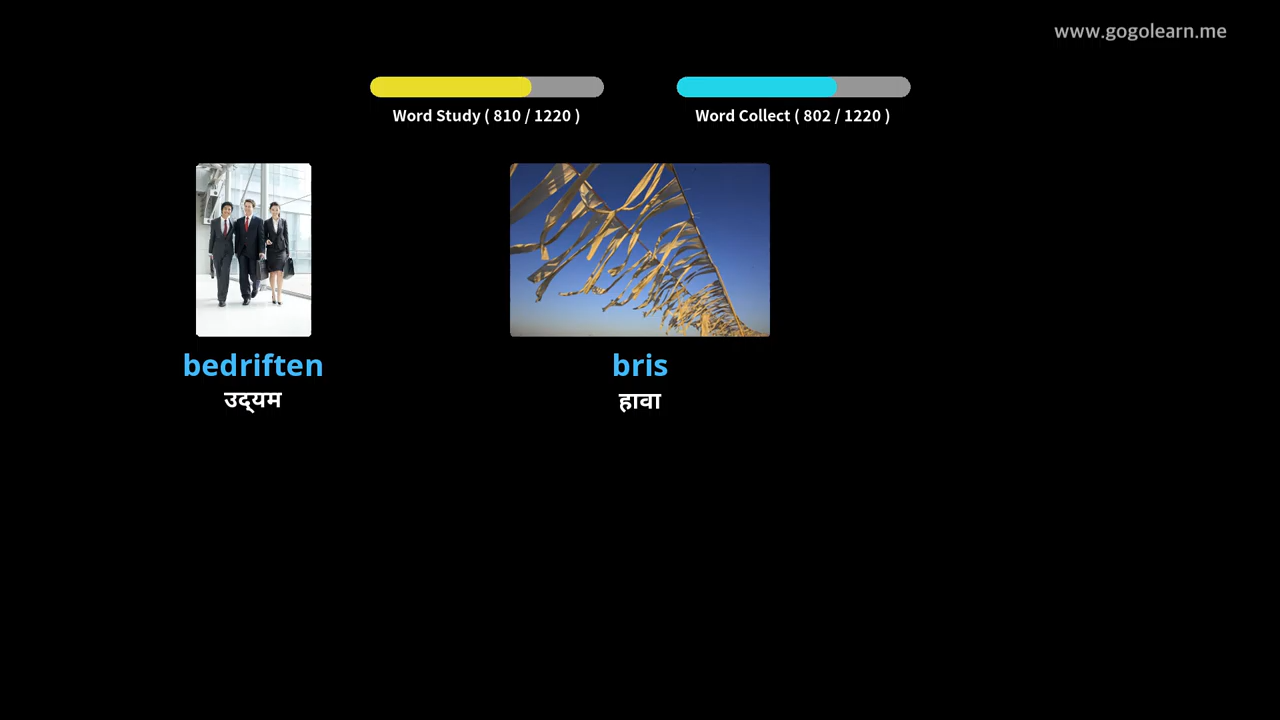 www.gogolearn.me
Word Study ( 810 / 1220 )
Word Collect ( 802 / 1220 )
bedriften
उद्‌यम
bris
हावा